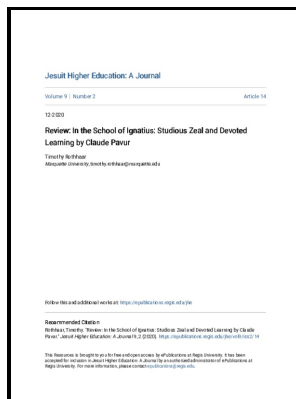 Jesuit Higher Education: A Journal
Volume 9 | Number 2
Article 14
12-2020
Review: In the School of Ignatius: Studious Zeal and Devoted
Learning by Claude Pavur
Timothy Rothhaar
Marquette University, timothy.rothhaar@marquette.edu
Follow this and additional works at: https://epublications.regis.edu/jhe
Recommended Citation
Rothhaar, Timothy. "Review: In the School of Ignatius: Studious Zeal and Devoted Learning by Claude
Pavur." Jesuit Higher Education: A Journal 9, 2 (2020). https://epublications.regis.edu/jhe/vol9/iss2/14
This Resources is brought to you for free and open access by ePublications at Regis University. It has been
accepted for inclusion in Jesuit Higher Education: A Journal by an authorized administrator of ePublications at
Regis University. For more information, please contact epublications@regis.edu.